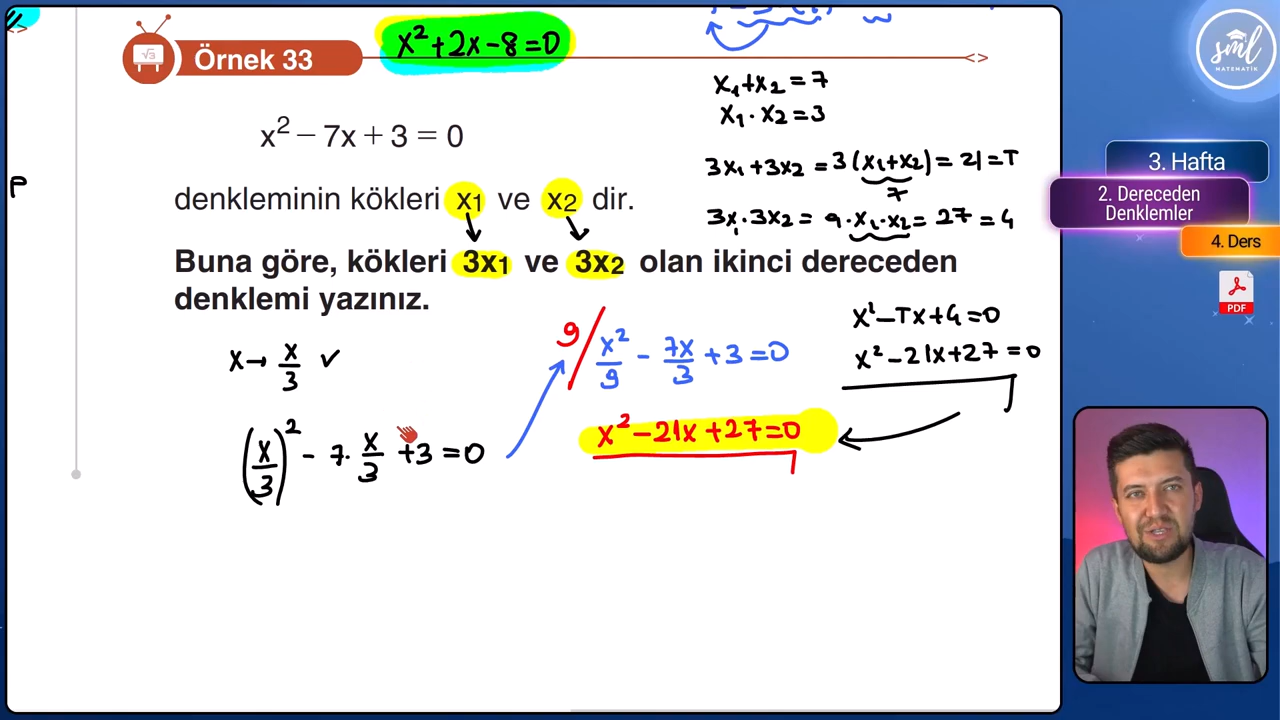 x² + 2x - 8 = 0
Örnek 33
x² − 7x + 3 = 0
denkleminin kökleri x₁ ve x₂ dir.
Buna göre, kökleri 3x₁ ve 3x₂ olan ikinci dereceden
denklemi yazınız.
x₁ + x₂ = 7
x₁ · x₂ = 3
3x₁ + 3x₂ = 3(x₁ + x₂) = 21 = T
7
3x₁ · 3x₂ = 9 · x₁ · x₂ = 27 = Ç
x² - Tx + Ç = 0
x² - 21x + 27 = 0
x → x/3 ✓
(x/3)² - 7 · x/3 + 3 = 0
9/ x²/9 - 7x/3 + 3 = 0
x² - 21x + 27 = 0
P
sml
MATEMATİK
3. Hafta
2. Dereceden
Denklemler
4. Ders
PDF